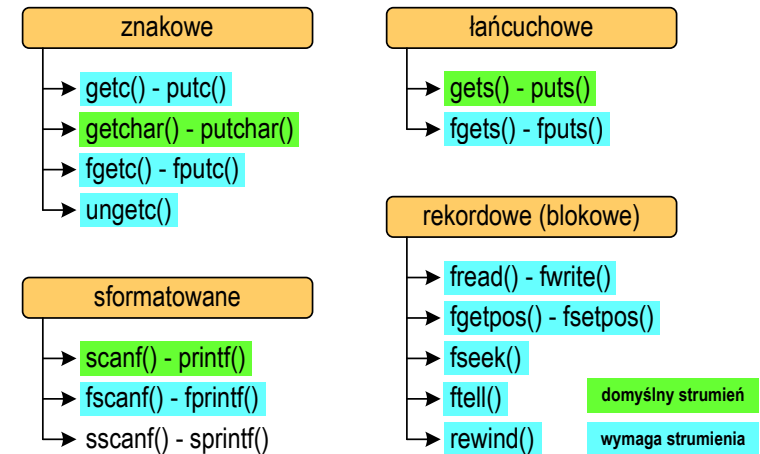 znakowe
getc() - putc()
getchar() - putchar()
fgetc() - fputc()
ungetc()
sformatowane
scanf() - printf()
fscanf() - fprintf()
sscanf() - sprintf()
łańcuchowe
gets() - puts()
fgets() - fputs()
rekordowe (blokowe)
fread() - fwrite()
fgetpos() - fsetpos()
fseek()
ftell()
rewind()
domyślny strumień
wymaga strumienia